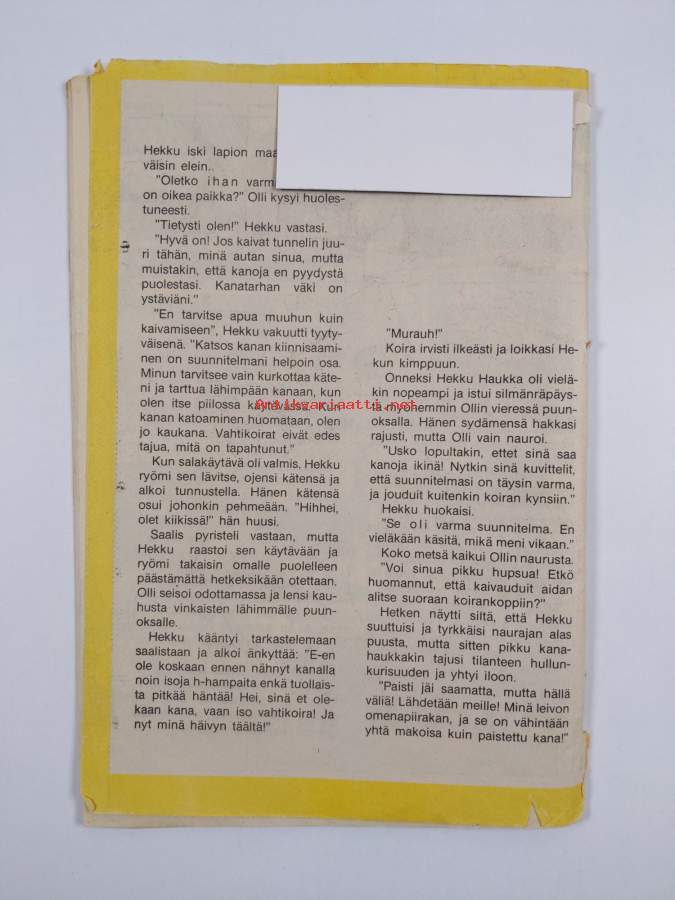 Hekku iski lapion
väisin elein..
"Oletko ihan
on oikea paikka?" Olli kysyi huoles-
tuneesti.
"Tietysti olen!" Hekku vastasi.
"Hyvä on! Jos kaivat tunnelin juu-
ri tähän, minä autan sinua, mutta
muistakin, että kanoja en pyydystä
puolestasi. Kanatarhan väki on
ystäviäni."
"En tarvitse apua muuhun kuin
kaivamiseen", Hekku vakuutti tyyty-
väisenä. "Katsos kanan kiinnisaami-
nen on suunnitelmani helpoin osa.
Minun tarvitsee vain kurkottaa käte-
ni ja tarttua lähimpään kanaan, kun
olen itse piilossa käytävässä. Kun
kanan katoaminen huomataan, olen
jo kaukana. Vahtikoirat eivät edes
tajua, mitä on tapahtunut."
Kun salakäytävä oli valmis, Hekku
ryömi sen lävitse, ojensi kätensä ja
alkoi tunnustella. Hänen kätensä
osui johonkin pehmeään. "Hihhei,
olet kiikissä!" hän huusi.
Saalis pyristeli vastaan, mutta
Hekku raastoi sen käytävään ja
ryömi takaisin omalle puolelleen
päästämättä hetkeksikään otettaan.
Olli seisoi odottamassa ja lensi kau-
husta vinkaisten lähimmälle puun-
oksalle.
Hekku kääntyi tarkastelemaan
saalistaan ja alkoi änkyttää: "E-en
ole koskaan ennen nähnyt kanalla
noin isoja h-hampaita enkä tuollais-
ta pitkää häntää! Hei, sinä et ole-
kaan kana, vaan iso vahtikoira! Ja
nyt minä häivyn täältä!"
"Murauh!"
Koira irvisti ilkeästi ja loikkasi He-
kun kimppuun.
Onneksi Hekku Haukka oli vielä-
kin nopeampi ja istui silmänräpäys-
tä myöhemmin Ollin vieressä puun-
oksalla. Hänen sydämensä hakkasi
rajusti, mutta Olli vain nauroi.
"Usko lopultakin, ettet sinä saa
kanoja ikinä! Nytkin sinä kuvittelit,
että suunnitelmasi on täysin varma,
ja jouduit kuitenkin koiran kynsiin."
Hekku huokaisi.
"Se oli varma suunnitelma. En
vieläkään käsitä, mikä meni vikaan."
Koko metsä kaikui Ollin naurusta.
"Voi sinua pikku hupsua! Etkö
huomannut, että kaivauduit aidan
alitse suoraan koirankoppiin?"
Hetken näytti siltä, että Hekku
suuttuisi ja tyrkkäisi naurajan alas
puusta, mutta sitten pikku kana-
haukkakin tajusi tilanteen hullun-
kurisuuden ja yhtyi iloon.
"Paisti jäi saamatta, mutta hällä
väliä! Lähdetään meille! Minä leivon
omenapiirakan, ja se on vähintään
yhtä makoisa kuin paistettu kana!"
Antikvariaatti.net